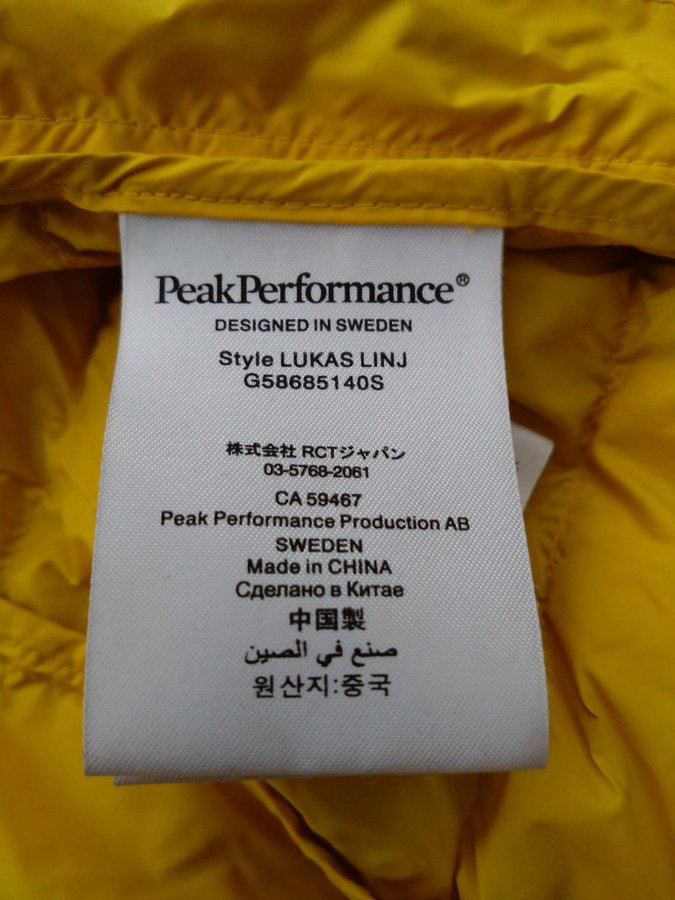 PeakPerformance®
DESIGNED IN SWEDEN
Style LUKAS LINJ
G58685140S
株式会社 RCTジャパン
03-5768-2061
CA 59467
Peak Performance Production AB
SWEDEN
Made in CHINA
Сделано в Китае
中国製
صنع في الصين
원산지:중국